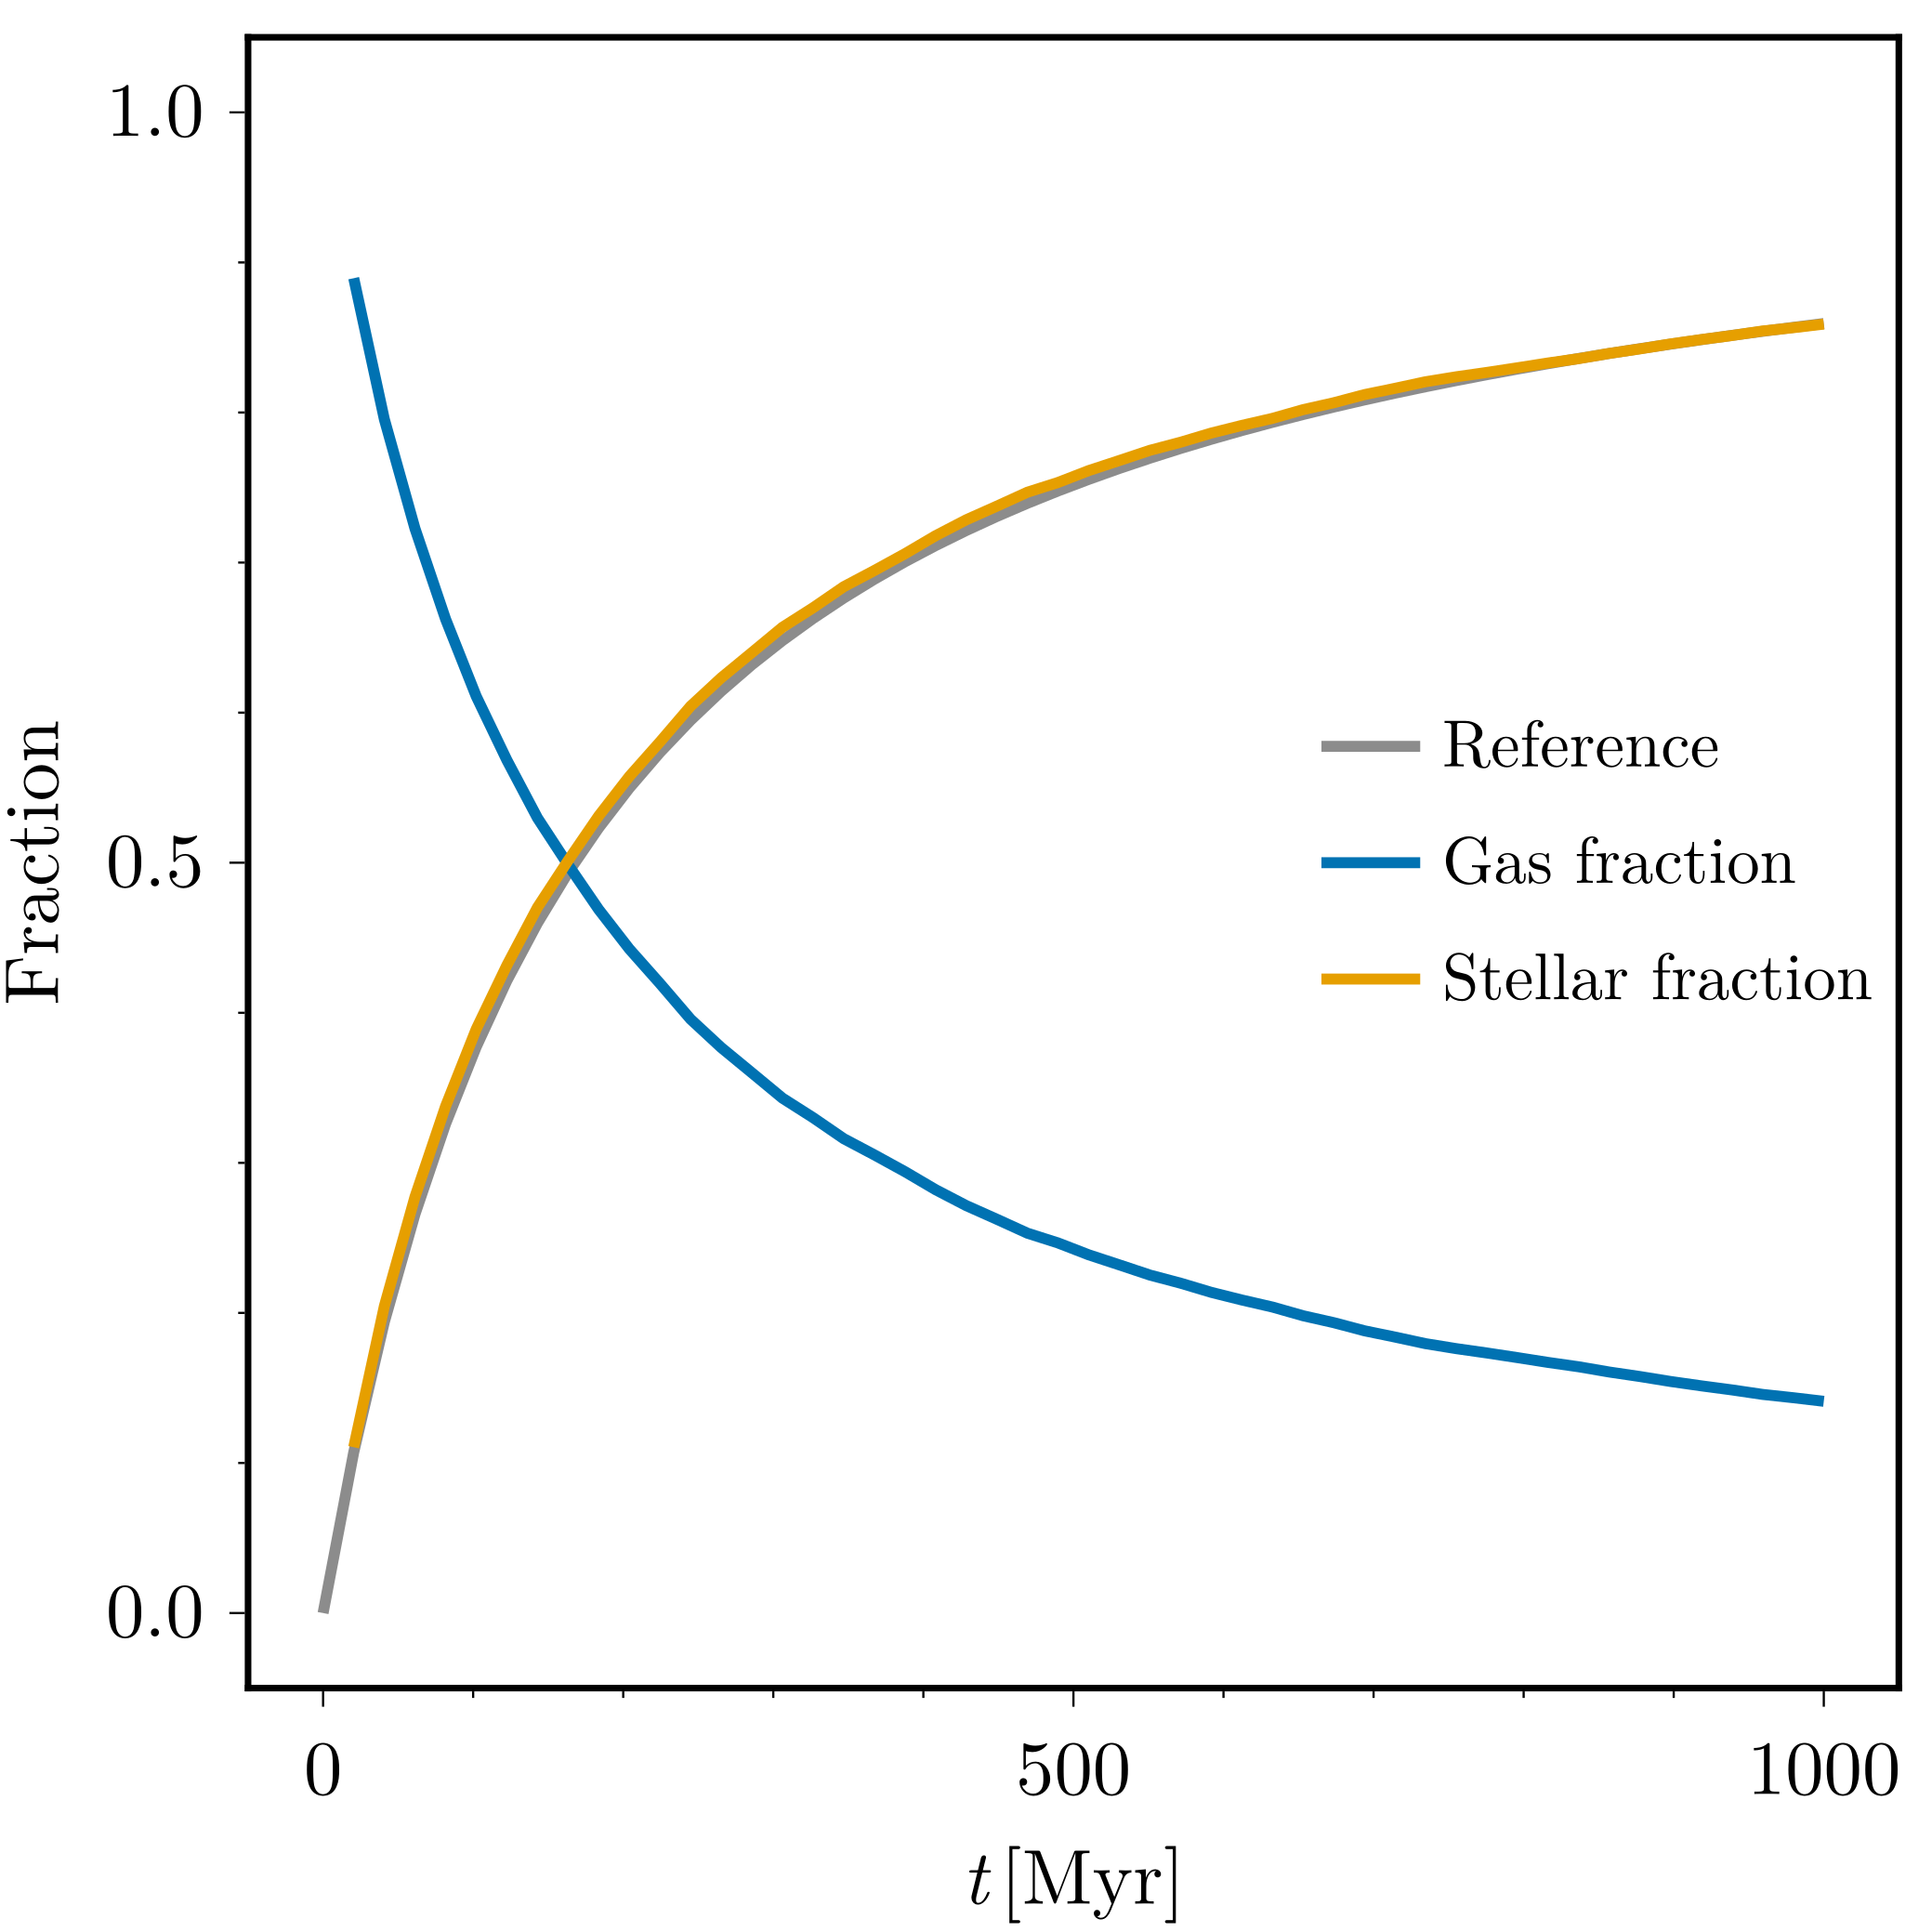 1.0
0.5
0.0
Fraction
Reference
Gas fraction
Stellar fraction
0 500 1000
t [Myr]